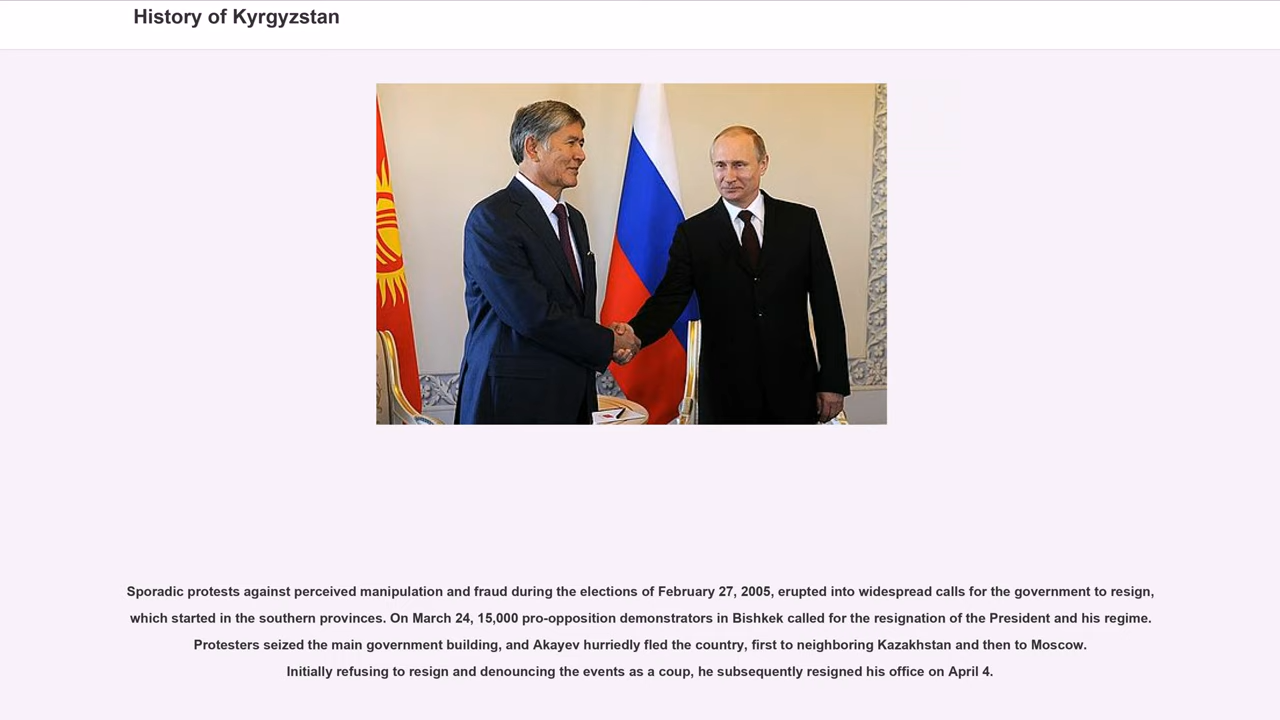 History of Kyrgyzstan
Sporadic protests against perceived manipulation and fraud during the elections of February 27, 2005, erupted into widespread calls for the government to resign,
which started in the southern provinces. On March 24, 15,000 pro-opposition demonstrators in Bishkek called for the resignation of the President and his regime.
Protesters seized the main government building, and Akayev hurriedly fled the country, first to neighboring Kazakhstan and then to Moscow.
Initially refusing to resign and denouncing the events as a coup, he subsequently resigned his office on April 4.